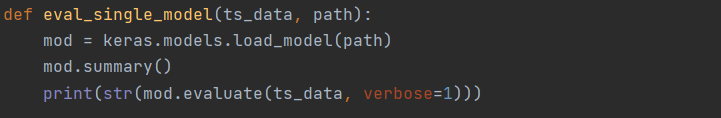 def eval_single_model(ts_data, path):
    mod = keras.models.load_model(path)
    mod.summary()
    print(str(mod.evaluate(ts_data, verbose=1)))